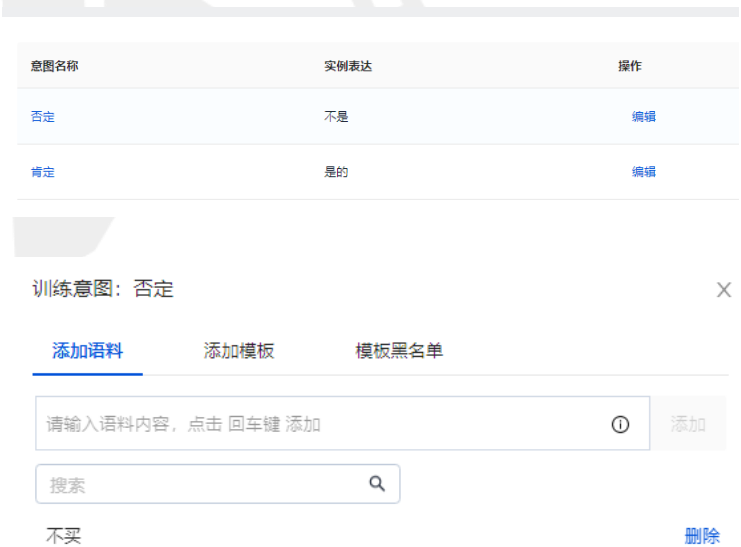 意图名称 实例表达 操作
否定 不是 编辑
肯定 是的 编辑
训练意图：否定
添加语料 添加模板 模板黑名单
请输入语料内容，点击 回车键 添加 添加
搜索
不买 删除